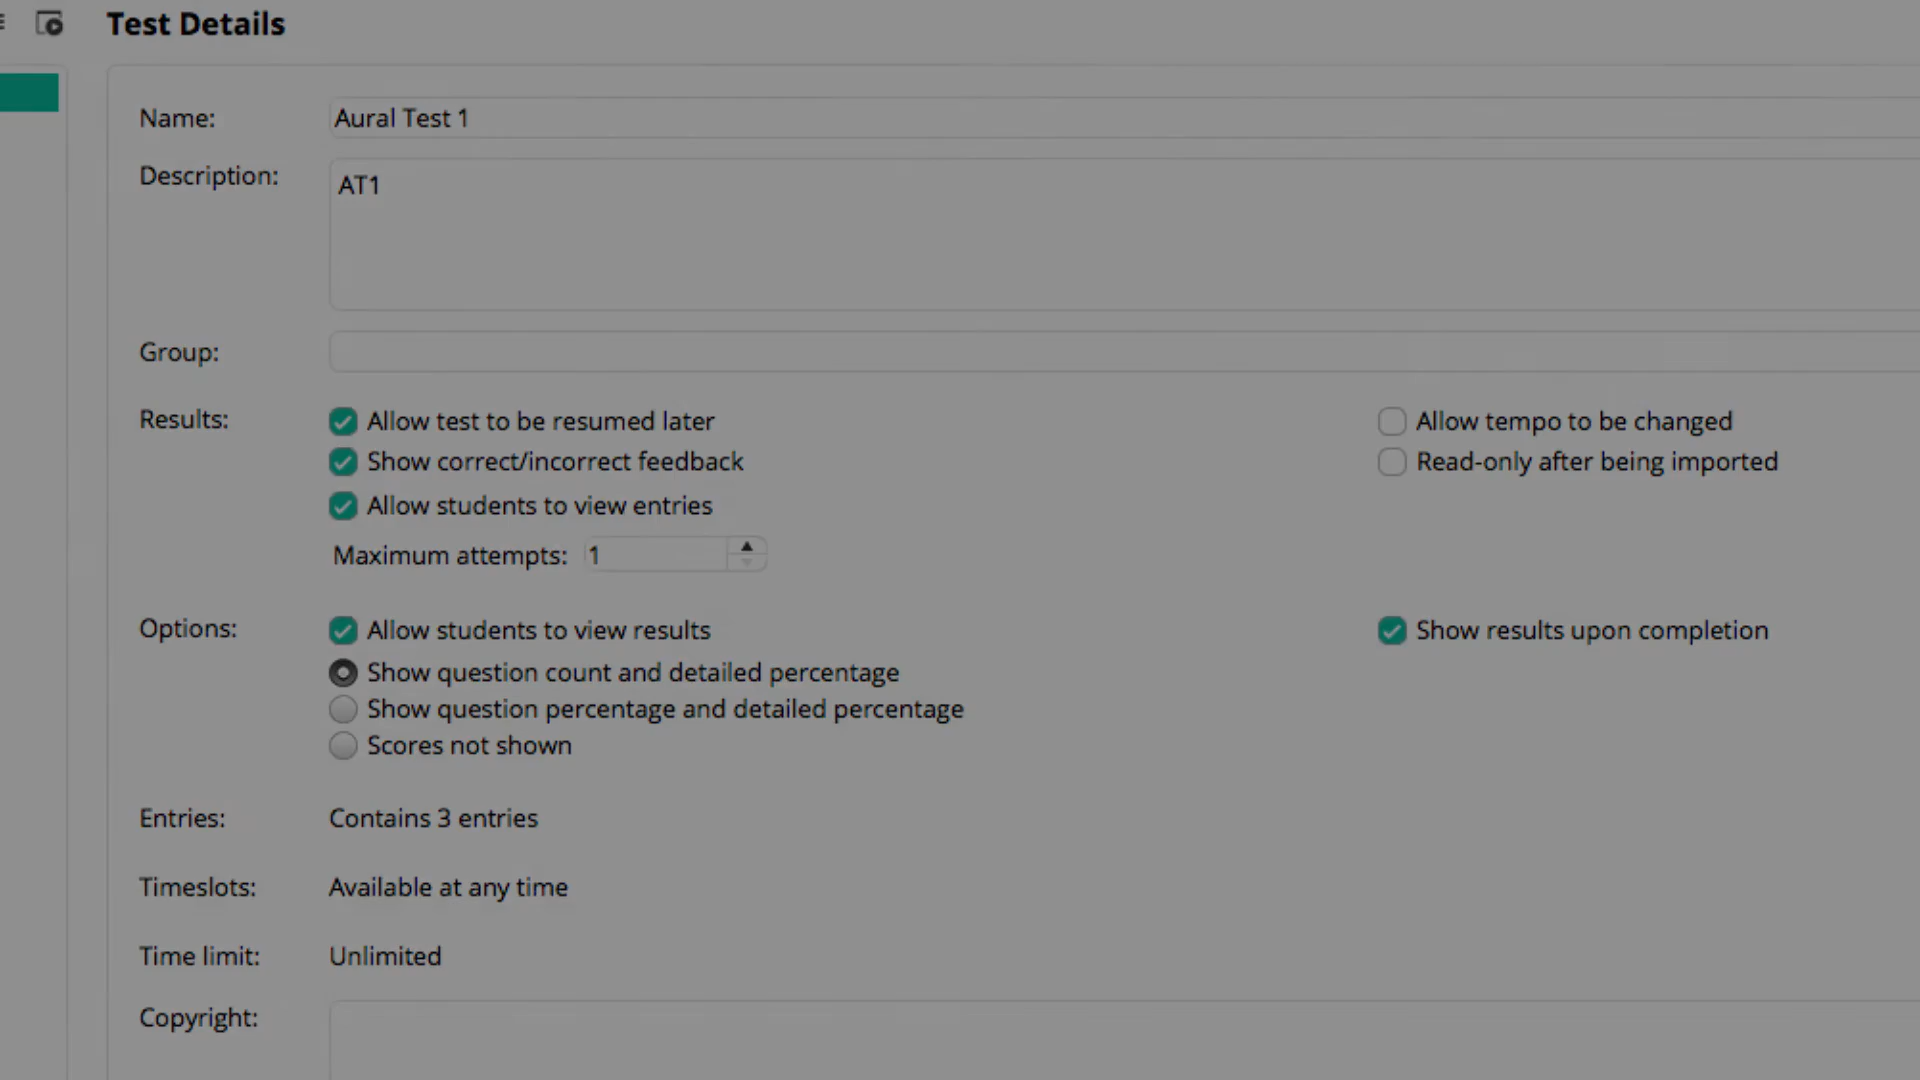 Test Details
Name: Aural Test 1
Description: AT1
Group:
Results: Allow test to be resumed later Allow tempo to be changed
Show correct/incorrect feedback Read-only after being imported
Allow students to view entries
Maximum attempts: 1
Options: Allow students to view results Show results upon completion
Show question count and detailed percentage
Show question percentage and detailed percentage
Scores not shown
Entries: Contains 3 entries
Timeslots: Available at any time
Time limit: Unlimited
Copyright: